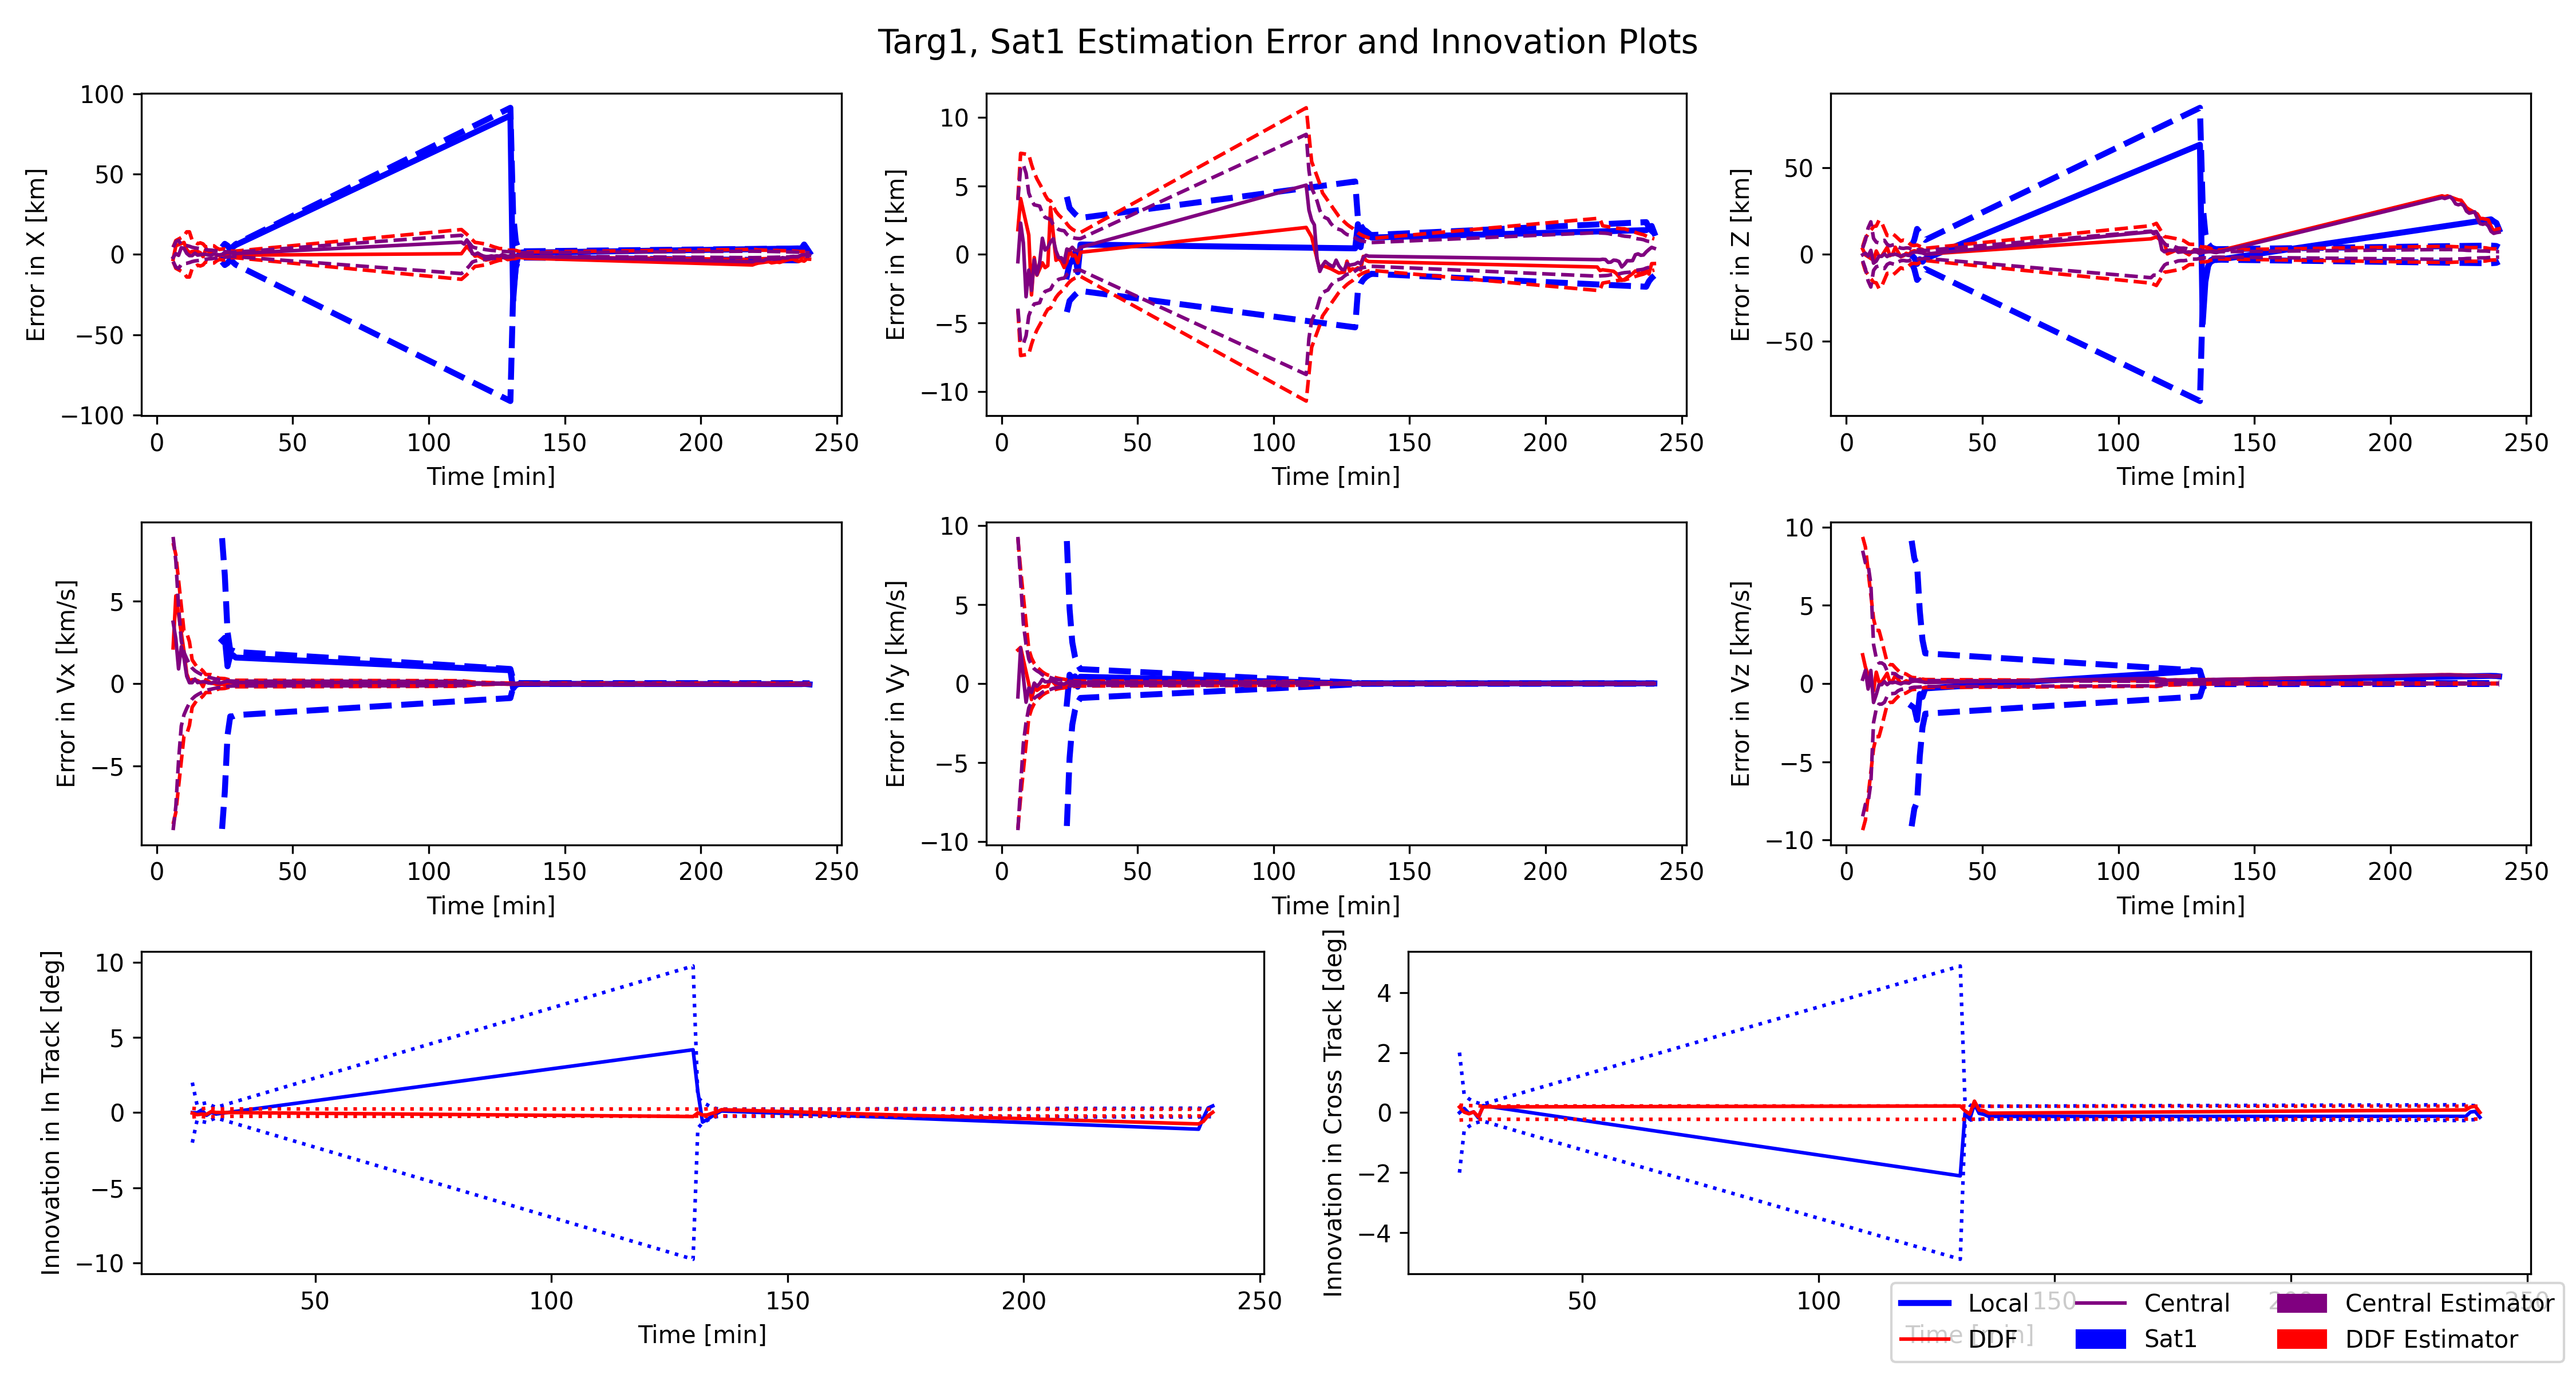 Targ1, Sat1 Estimation Error and Innovation Plots
Error in X [km]
100
50
0
−50
−100
0 50 100 150 200 250
Time [min]
Error in Y [km]
10
5
0
−5
−10
0 50 100 150 200 250
Time [min]
Error in Z [km]
50
0
−50
0 50 100 150 200 250
Time [min]
Error in Vx [km/s]
5
0
−5
0 50 100 150 200 250
Time [min]
Error in Vy [km/s]
10
5
0
−5
−10
0 50 100 150 200 250
Time [min]
Error in Vz [km/s]
10
5
0
−5
−10
0 50 100 150 200 250
Time [min]
Innovation in In Track [deg]
10
5
0
−5
−10
50 100 150 200 250
Time [min]
Innovation in Cross Track [deg]
4
2
0
−2
−4
50 100 150 200 250
Time [min]
Local Central Central Estimator
DDF Sat1 DDF Estimator